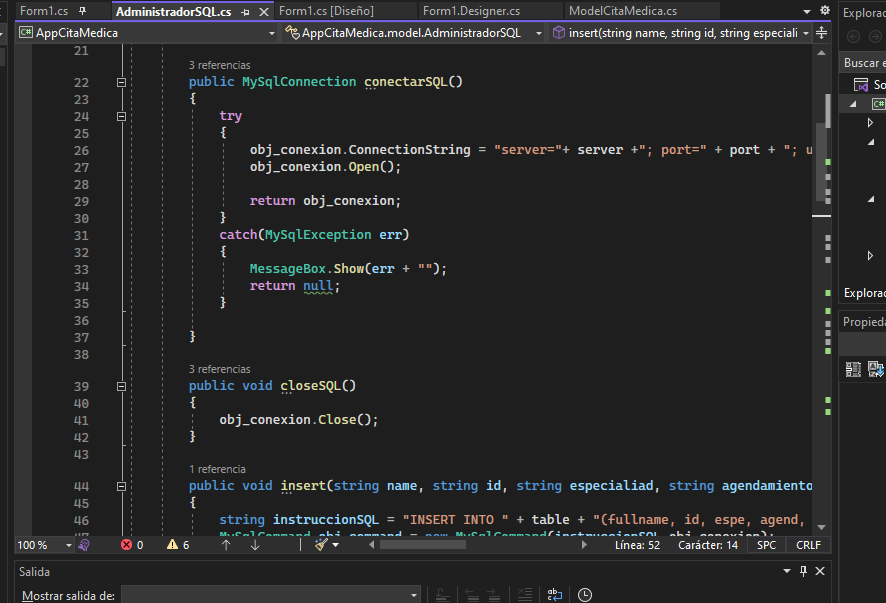 Form1.cs
AdministradorSQL.cs
Form1.cs [Diseño]
Form1.Designer.cs
ModelCitaMedica.cs
AppCitaMedica
AppCitaMedica.model.AdministradorSQL
insert(string name, string id, string especiali
21
3 referencias
22 public MySqlConnection conectarSQL()
23 {
24 try
25 {
26 obj_conexion.ConnectionString = "server="+ server +"; port=" + port + "; u
27 obj_conexion.Open();
28
29 return obj_conexion;
30 }
31 catch(MySqlException err)
32 {
33 MessageBox.Show(err + "");
34 return null;
35 }
36
37 }
38
3 referencias
39 public void closeSQL()
40 {
41 obj_conexion.Close();
42 }
43
1 referencia
44 public void insert(string name, string id, string especialiad, string agendamiento
45 {
46 string instruccionSQL = "INSERT INTO " + table + "(fullname, id, espe, agend,
47 MySqlCommand obj_command = new MySqlCommand(instruccionSQL, obj_conexion);
100 %
0
6
Línea: 52
Carácter: 14
SPC
CRLF
Salida
Mostrar salida de:
Explorado
Buscar e
So
C#
Explorad
Propieda